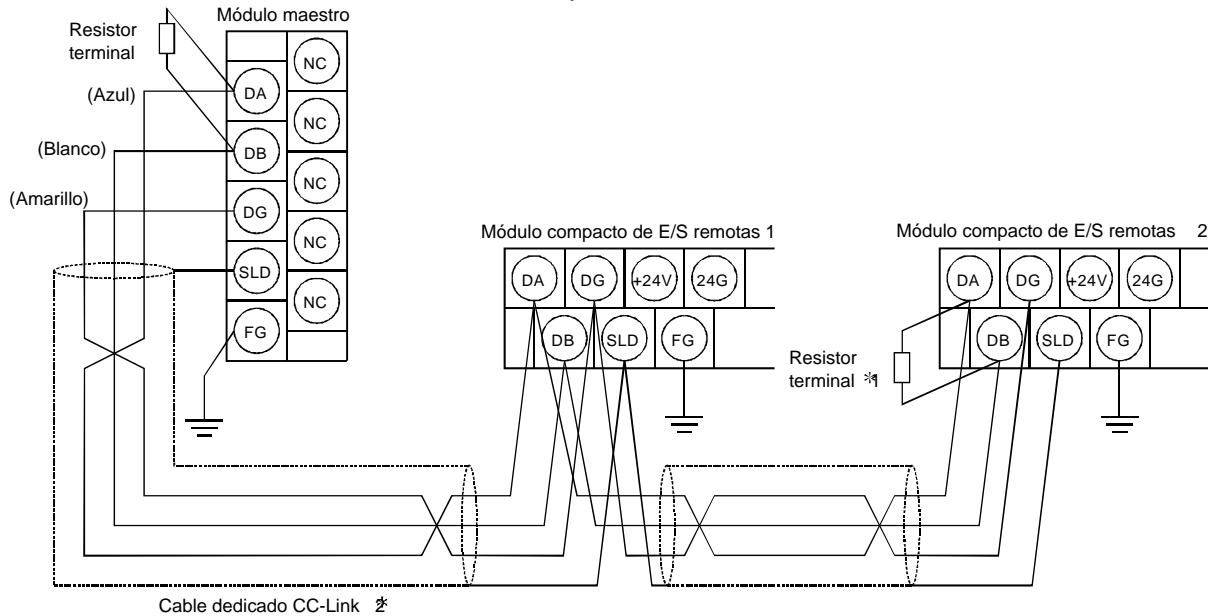 Módulo maestro
Resistor
terminal
NC
(Azul)
DA
NC
(Blanco)
DB
NC
(Amarillo)
DG
NC
SLD
NC
FG
Módulo compacto de E/S remotas 1
DA DG +24V 24G
DB SLD FG
Módulo compacto de E/S remotas 2
DA DG +24V 24G
DB SLD FG
Resistor
terminal *1
Cable dedicado CC-Link *2